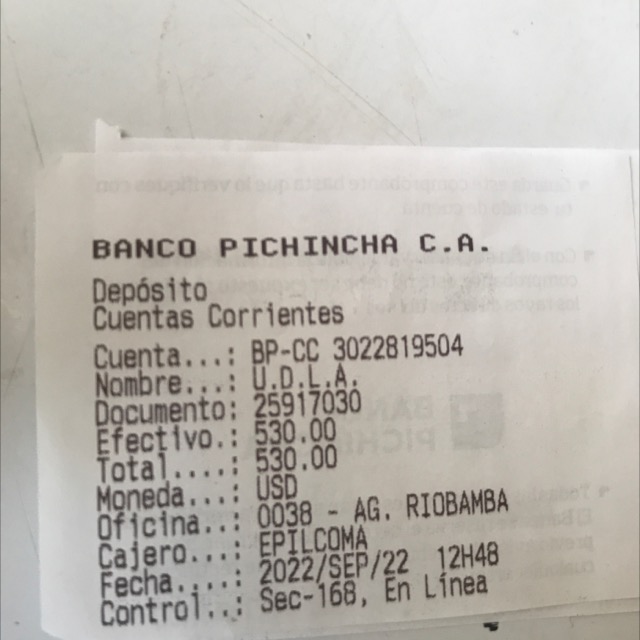 BANCO PICHINCHA C.A.
Depósito
Cuentas Corrientes
Cuenta...: BP-CC 3022819504
Nombre...: U.D.L.A.
Documento: 25917030
Efectivo.: 530.00
Total....: 530.00
Moneda...: USD
Oficina..: 0038 - AG. RIOBAMBA
Cajero...: EPILCOMA
Fecha....: 2022/SEP/22 12H48
Control..: Sec-168, En Línea